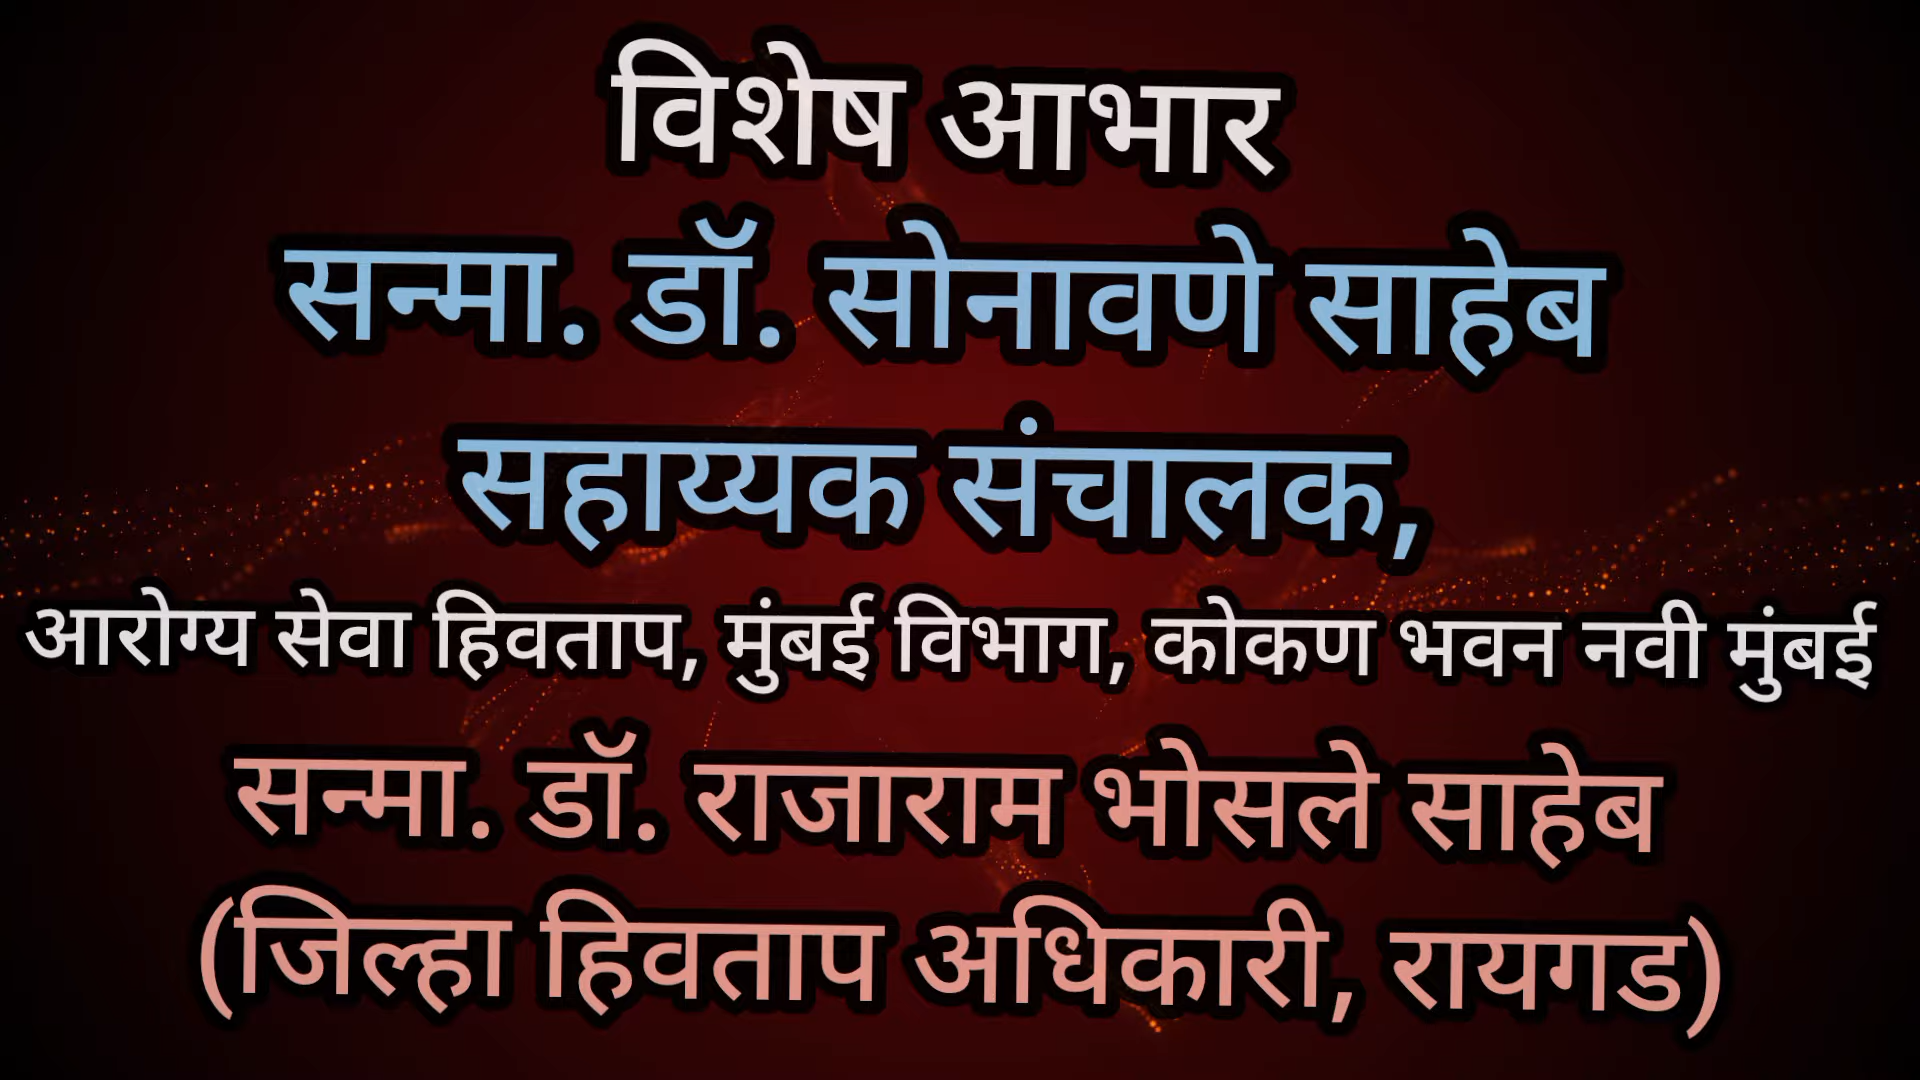 विशेष आभार
सन्मा. डॉ. सोनावणे साहेब
सहाय्यक संचालक,
आरोग्य सेवा हिवताप, मुंबई विभाग, कोकण भवन नवी मुंबई
सन्मा. डॉ. राजाराम भोसले साहेब
(जिल्हा हिवताप अधिकारी, रायगड)